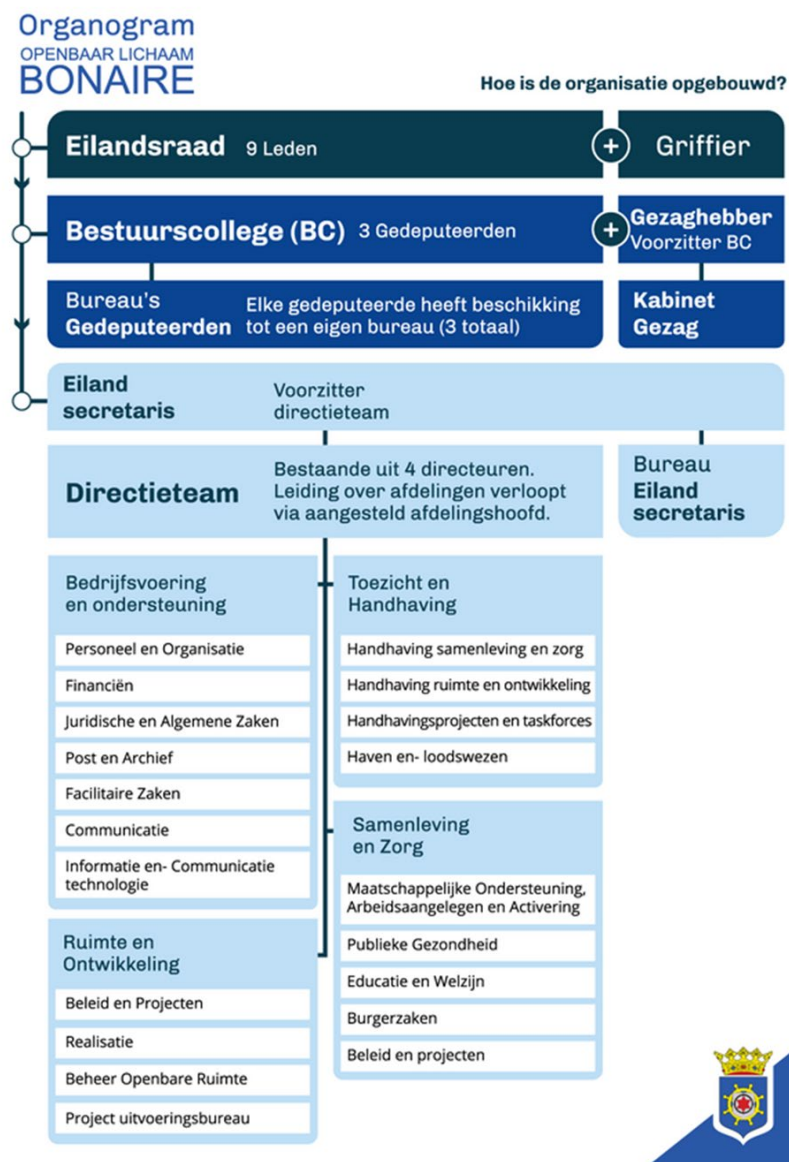 Organogram
OPENBAAR LICHAAM
BONAIRE
Hoe is de organisatie opgebouwd?
Eilandsraad 9 Leden
+
Griffier
Bestuurscollege (BC) 3 Gedeputeerden
+
Gezaghebber
Voorzitter BC
Bureau's
Gedeputeerden
Elke gedeputeerde heeft beschikking
tot een eigen bureau (3 totaal)
Kabinet
Gezag
Eiland
secretaris
Voorzitter
directieteam
Directieteam
Bestaande uit 4 directeuren.
Leiding over afdelingen verloopt
via aangesteld afdelingshoofd.
Bureau
Eiland
secretaris
Bedrijfsvoering
en ondersteuning
Personeel en Organisatie
Financiën
Juridische en Algemene Zaken
Post en Archief
Facilitaire Zaken
Communicatie
Informatie en- Communicatie
technologie
Toezicht en
Handhaving
Handhaving samenleving en zorg
Handhaving ruimte en ontwikkeling
Handhavingsprojecten en taskforces
Haven en- loodswezen
Samenleving
en Zorg
Maatschappelijke Ondersteuning,
Arbeidsaangelegen en Activering
Publieke Gezondheid
Educatie en Welzijn
Burgerzaken
Beleid en projecten
Ruimte en
Ontwikkeling
Beleid en Projecten
Realisatie
Beheer Openbare Ruimte
Project uitvoeringsbureau